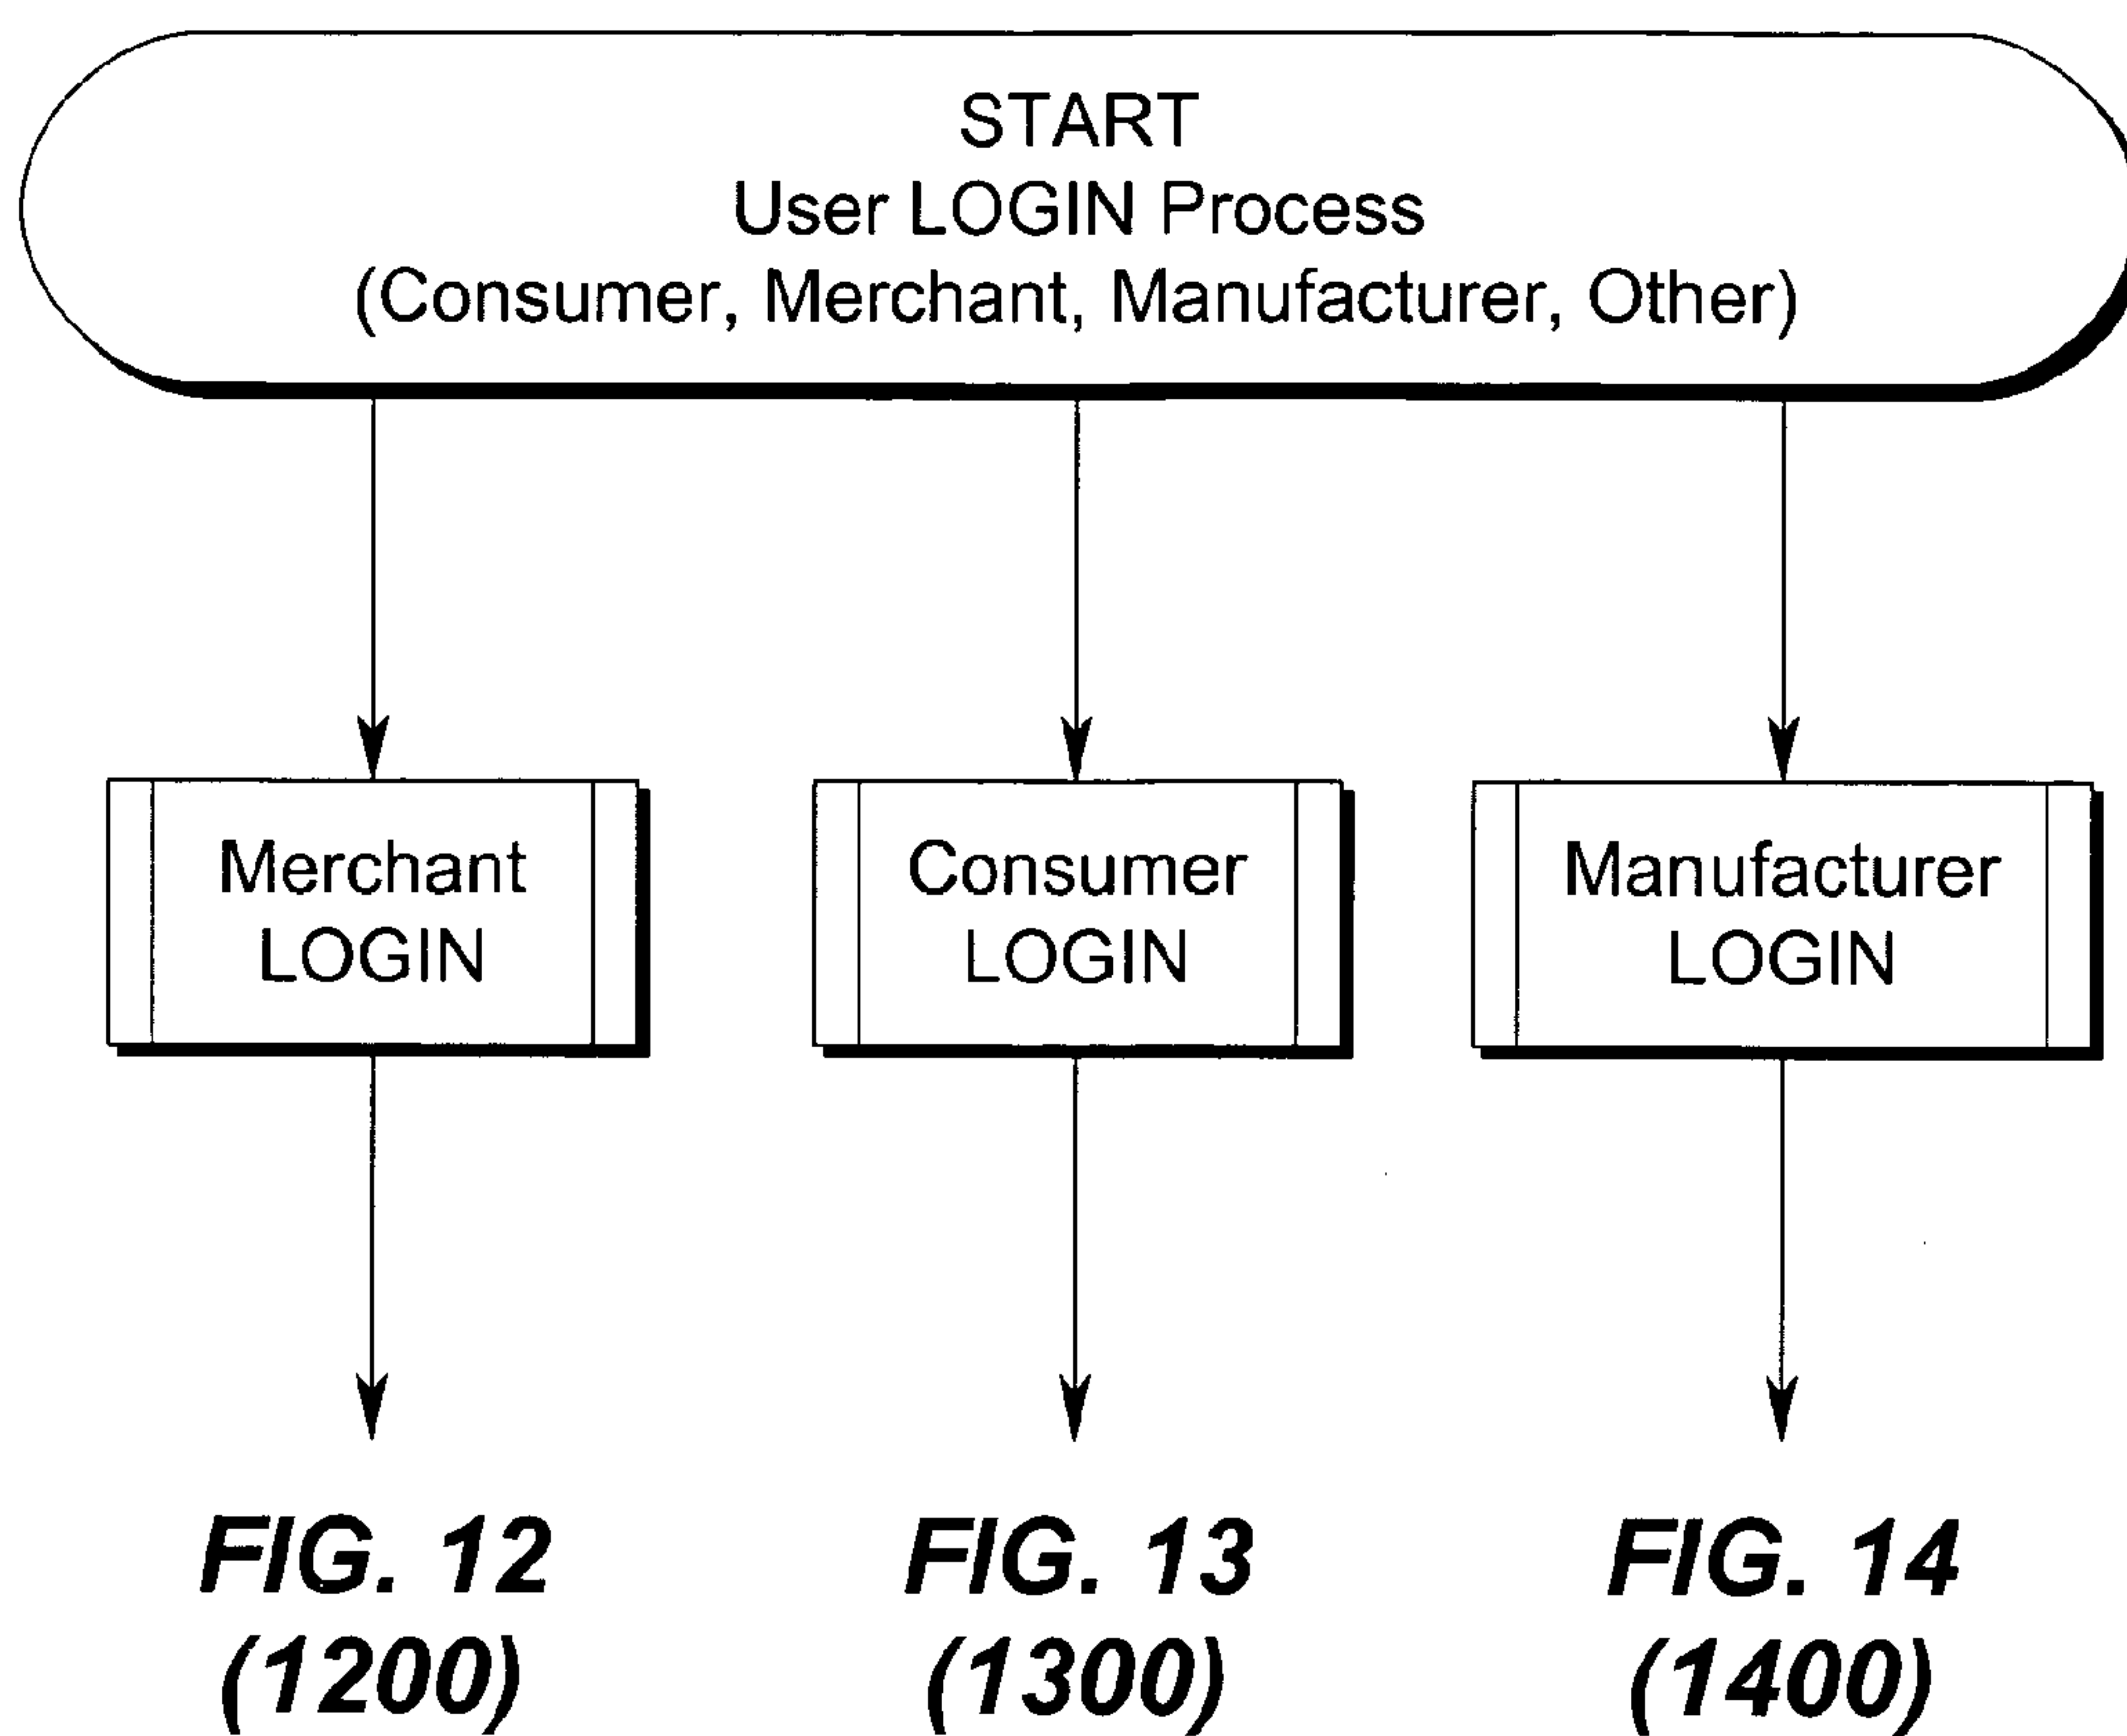 START
User LOGIN Process
(Consumer, Merchant, Manufacturer, Other)
Merchant
LOGIN
Consumer
LOGIN
Manufacturer
LOGIN
FIG. 12
(1200)
FIG. 13
(1300)
FIG. 14
(1400)